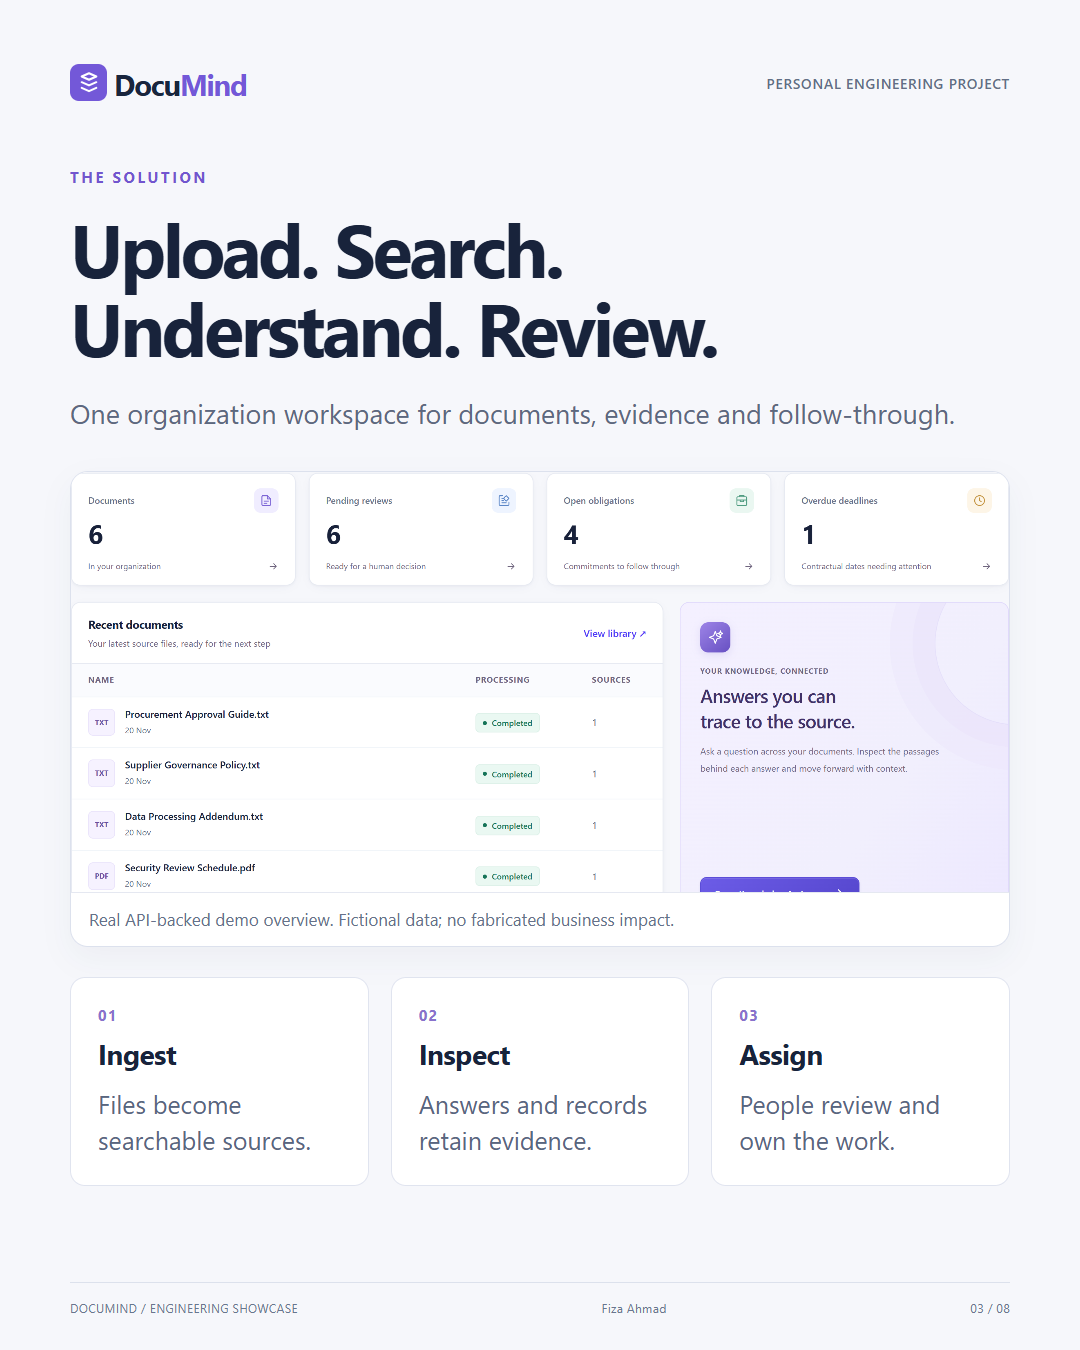 DocuMind
PERSONAL ENGINEERING PROJECT
THE SOLUTION
Upload. Search.
Understand. Review.
One organization workspace for documents, evidence and follow-through.
Documents
6
In your organization
Pending reviews
6
Ready for a human decision
Open obligations
4
Commitments to follow through
Overdue deadlines
1
Contractual dates needing attention
Recent documents
Your latest source files, ready for the next step
View library ↗
NAME PROCESSING SOURCES
TXT Procurement Approval Guide.txt Completed 1
20 Nov
TXT Supplier Governance Policy.txt Completed 1
20 Nov
TXT Data Processing Addendum.txt Completed 1
20 Nov
PDF Security Review Schedule.pdf Completed 1
20 Nov
YOUR KNOWLEDGE, CONNECTED
Answers you can
trace to the source.
Ask a question across your documents. Inspect the passages
behind each answer and move forward with context.
Real API-backed demo overview. Fictional data; no fabricated business impact.
01
Ingest
Files become
searchable sources.
02
Inspect
Answers and records
retain evidence.
03
Assign
People review and
own the work.
DOCUMIND / ENGINEERING SHOWCASE
Fiza Ahmad
03 / 08